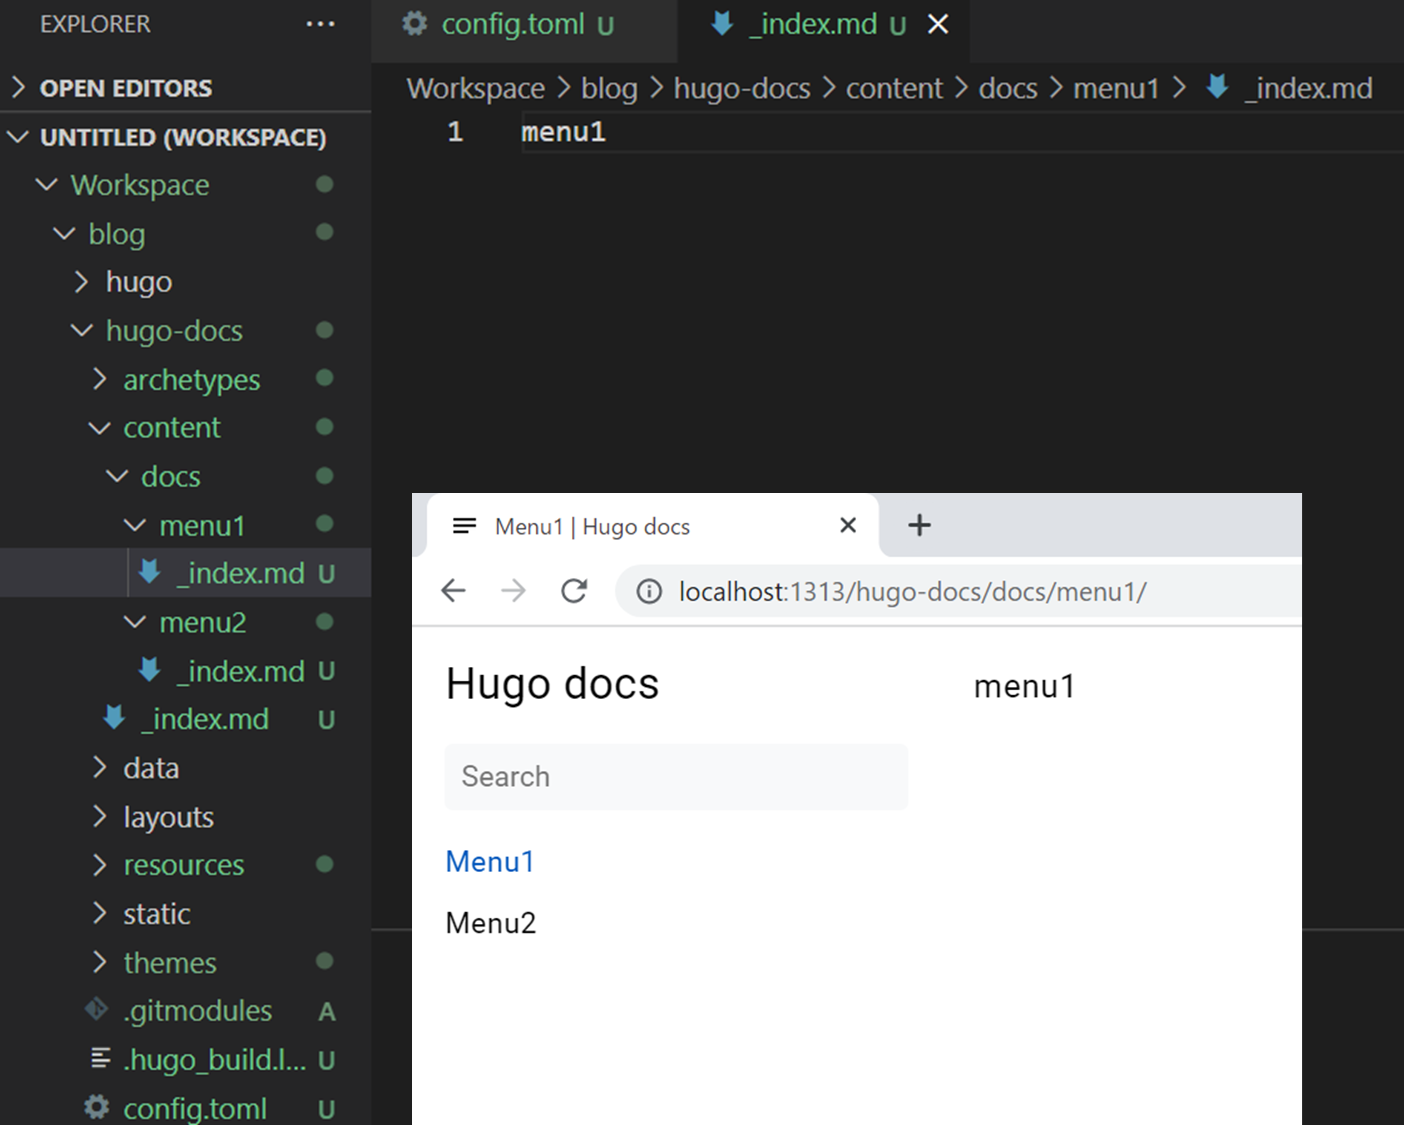 EXPLORER ···
OPEN EDITORS
UNTITLED (WORKSPACE)
Workspace
blog
hugo
hugo-docs
archetypes
content
docs
menu1
_index.md U
menu2
_index.md U
_index.md U
data
layouts
resources
static
themes
.gitmodules A
.hugo_build.l... U
config.toml U
config.toml U
_index.md U
Workspace > blog > hugo-docs > content > docs > menu1 > _index.md
1 menu1
Menu1 | Hugo docs
localhost:1313/hugo-docs/docs/menu1/
Hugo docs
Search
Menu1
Menu2
menu1